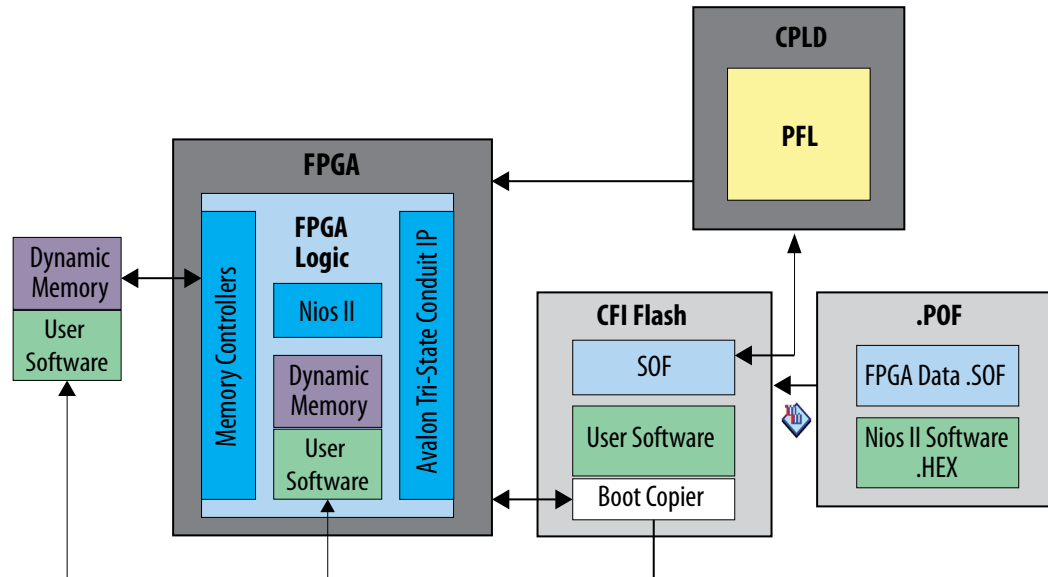 CPLD
PFL
FPGA
FPGA
Logic
Memory Controllers
Nios II
Dynamic
Memory
User
Software
Avalon Tri-State Conduit IP
Dynamic
Memory
User
Software
CFI Flash
SOF
User Software
Boot Copier
.POF
FPGA Data .SOF
Nios II Software
.HEX